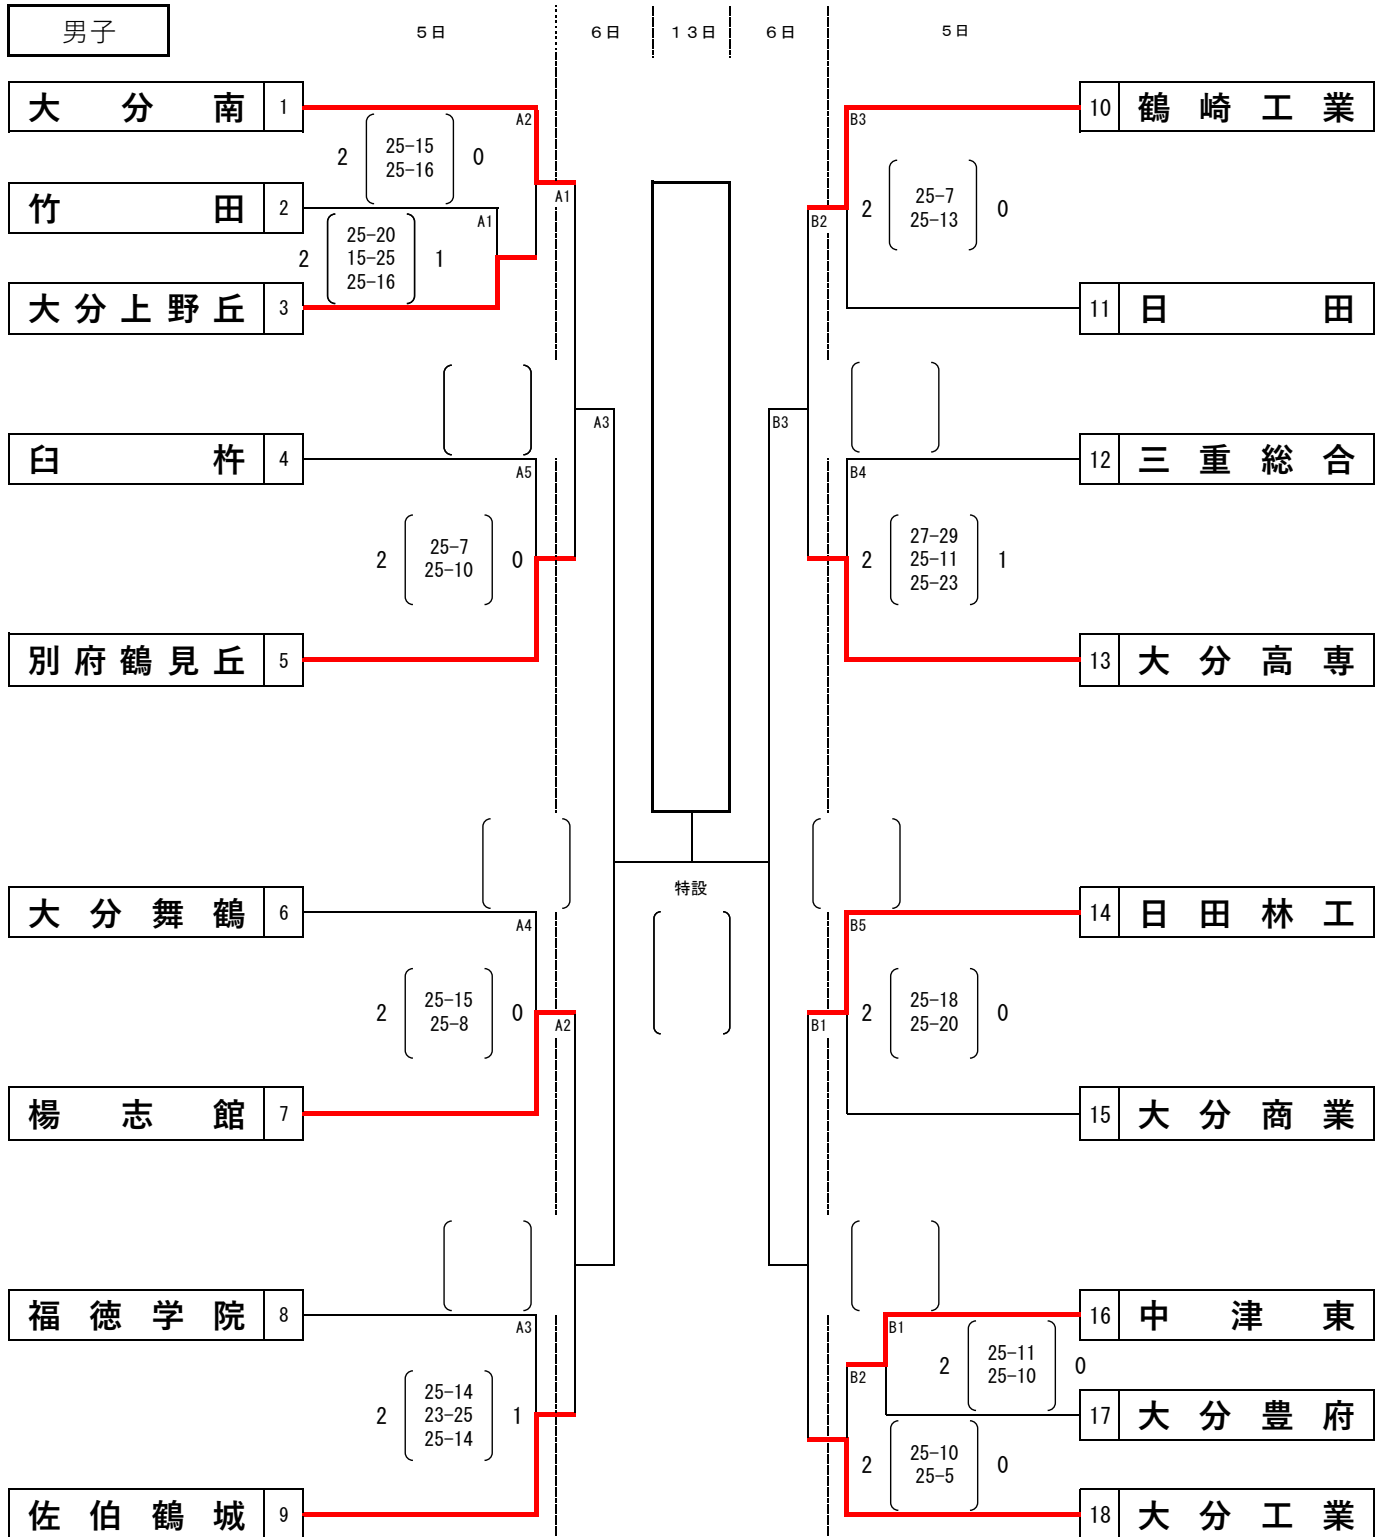 男子
5日 6日 13日 6日 5日
大分南 1
A2
2 25-15 0
25-16
A1
竹田 2
A1
25-20
2 15-25 1
25-16
大分上野丘 3
A3
臼杵 4
A5
2 25-7 0
25-10
別府鶴見丘 5
大分舞鶴 6
A4
2 25-15 0
25-8
A2
楊志館 7
福徳学院 8
A3
25-14
2 23-25 1
25-14
佐伯鶴城 9
特設
10 鶴崎工業
B3
2 25-7 0
25-13
B2
11 日田
B3
12 三重総合
B4
27-29
2 25-11 1
25-23
13 大分高専
14 日田林工
B5
2 25-18 0
25-20
B1
15 大分商業
16 中津東
B1
2 25-11 0
25-10
B2
17 大分豊府
2 25-10 0
25-5
18 大分工業